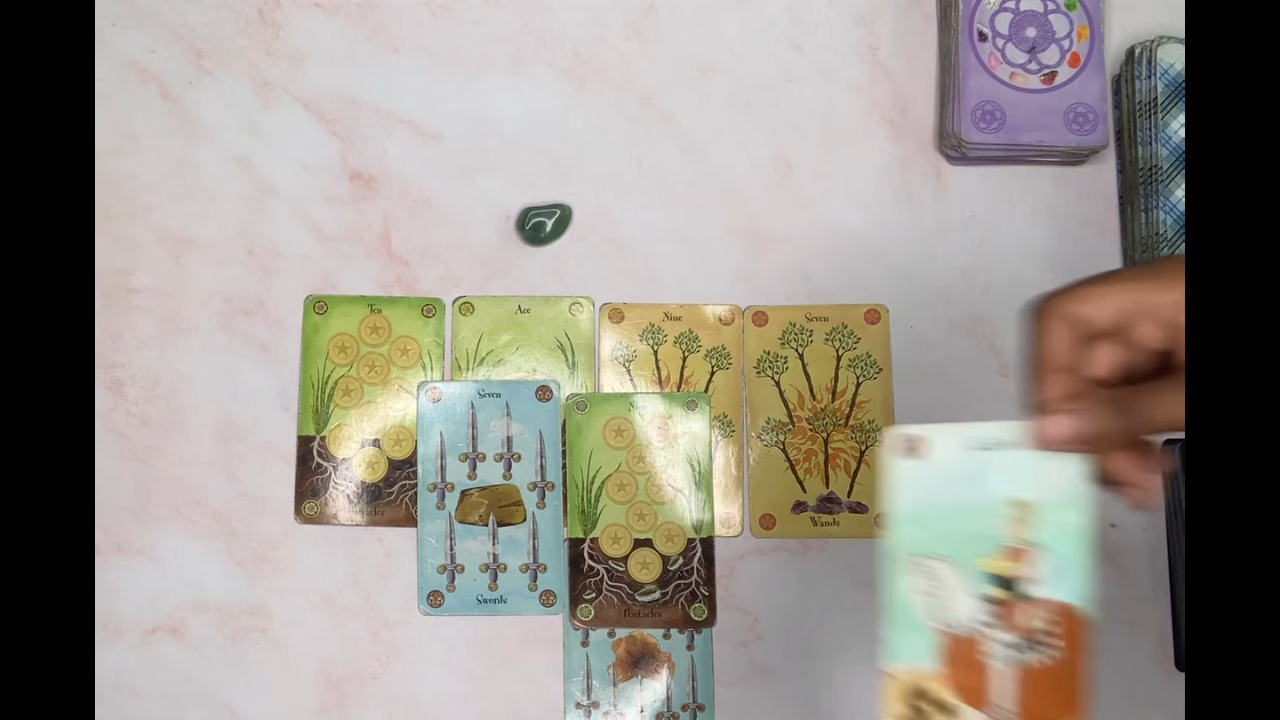 Ten
Ace
Nine
Seven
Seven
Wands
Swords
Pentacles